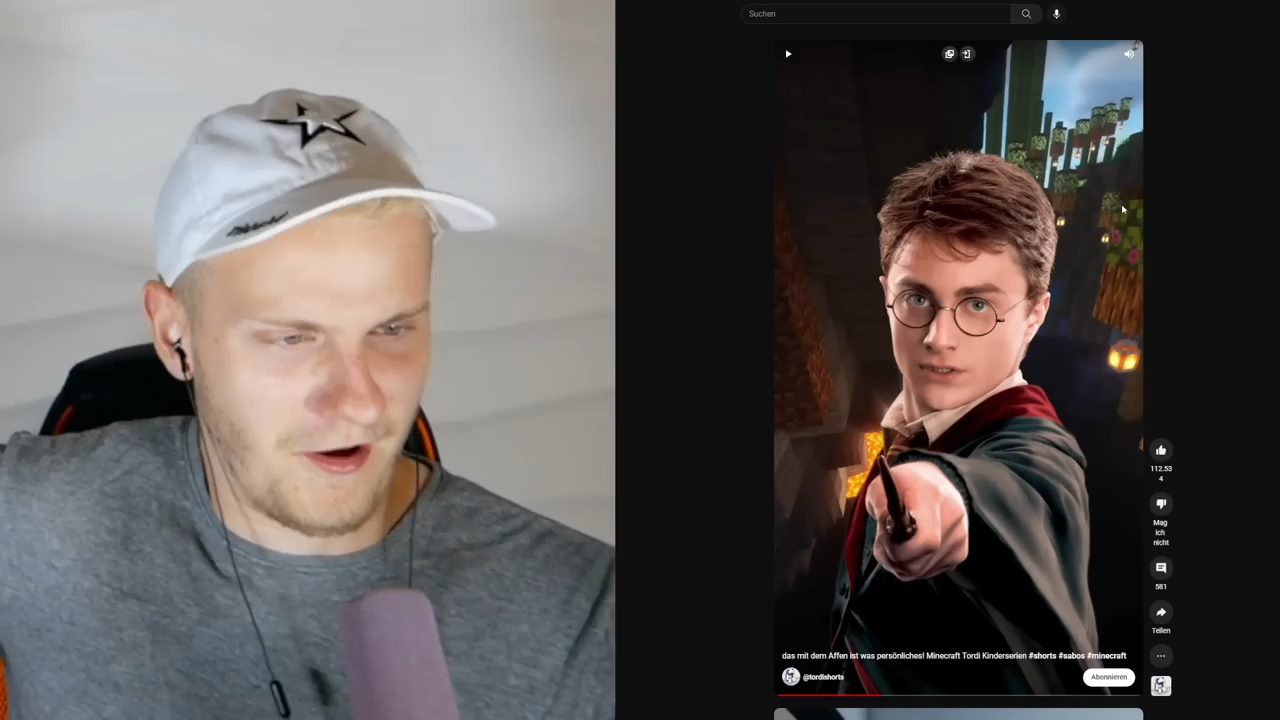 Suchen
112.53
4
Mag
ich
nicht
581
Teilen
das mit dem Affen ist was persönliches! Minecraft Tordi Kinderserien #shorts #sabos #minecraft
@tordishorts
Abonnieren